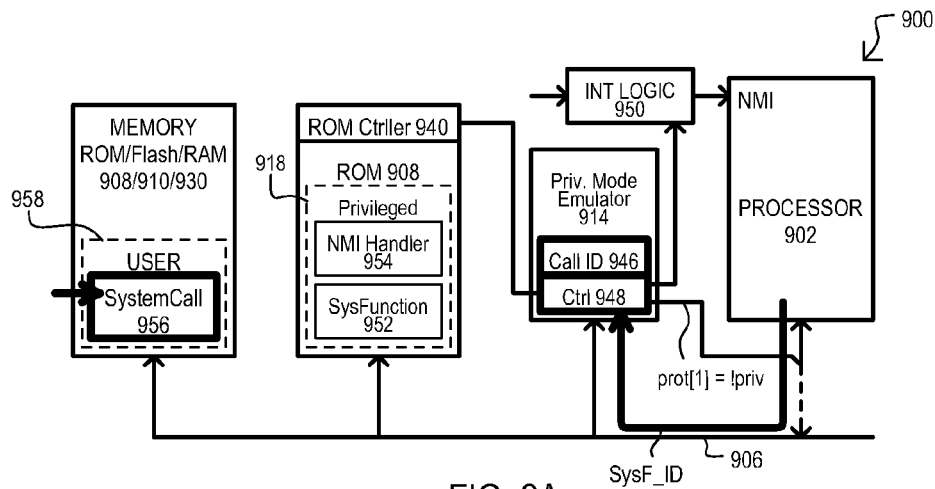 900
INT LOGIC
950
NMI
PROCESSOR
902
MEMORY
ROM/Flash/RAM
908/910/930
958
USER
SystemCall
956
ROM Ctrller 940
918
ROM 908
Privileged
NMI Handler
954
SysFunction
952
Priv. Mode
Emulator
914
Call ID 946
Ctrl 948
prot[1] = !priv
SysF_ID
906
FIG. 9A